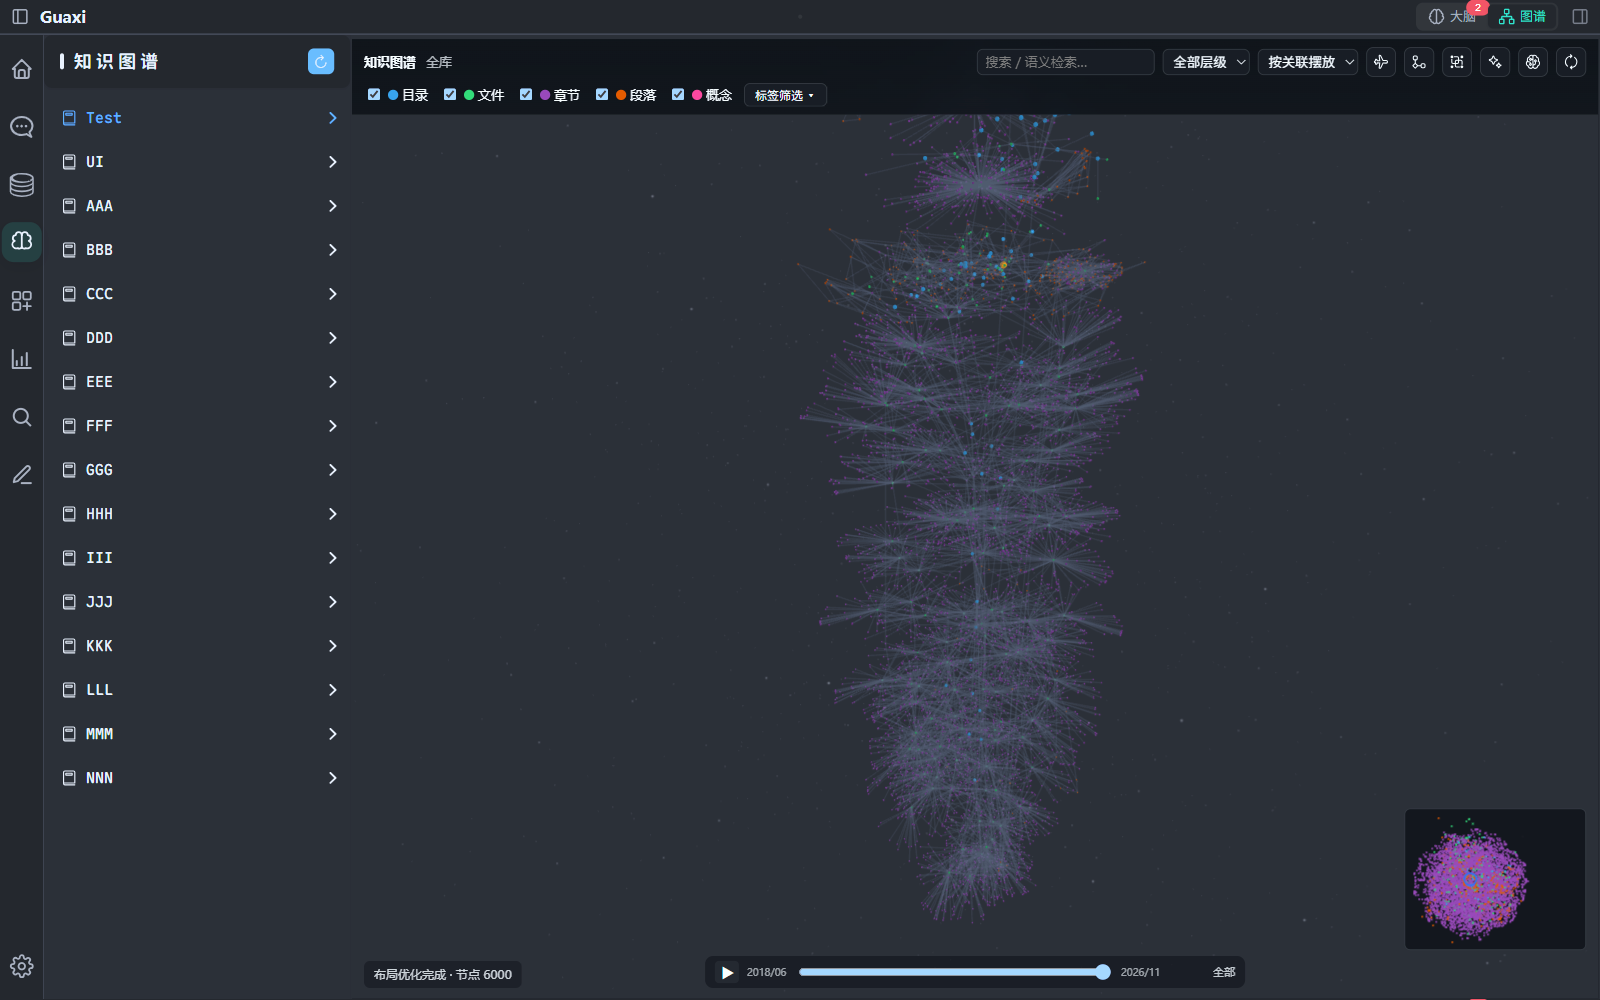 Guaxi
大脑
2
图谱
知识图谱
Test
UI
AAA
BBB
CCC
DDD
EEE
FFF
GGG
HHH
III
JJJ
KKK
LLL
MMM
NNN
知识图谱 全库
搜索 / 语义检索...
全部层级
按关联摆放
目录
文件
章节
段落
概念
标签筛选
布局优化完成 · 节点 6000
2018/06
2026/11
全部